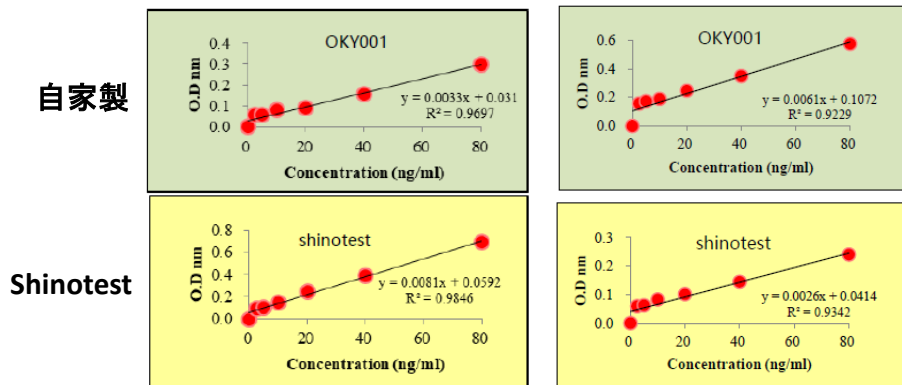 自家製
OKY001
0.4
0.3
0.2
0.1
0.0
O.D nm
y = 0.0033x + 0.031
R² = 0.9697
0 20 40 60 80
Concentration (ng/ml)
OKY001
0.6
0.4
0.2
0.0
O.D nm
y = 0.0061x + 0.1072
R² = 0.9229
0 20 40 60 80
Concentration (ng/ml)
Shinotest
shinotest
0.8
0.6
0.4
0.2
0.0
O.D nm
y = 0.0081x + 0.0592
R² = 0.9846
0 20 40 60 80
Concentration (ng/ml)
shinotest
0.3
0.2
0.1
0.0
O.D nm
y = 0.0026x + 0.0414
R² = 0.9342
0 20 40 60 80
Concentration (ng/ml)